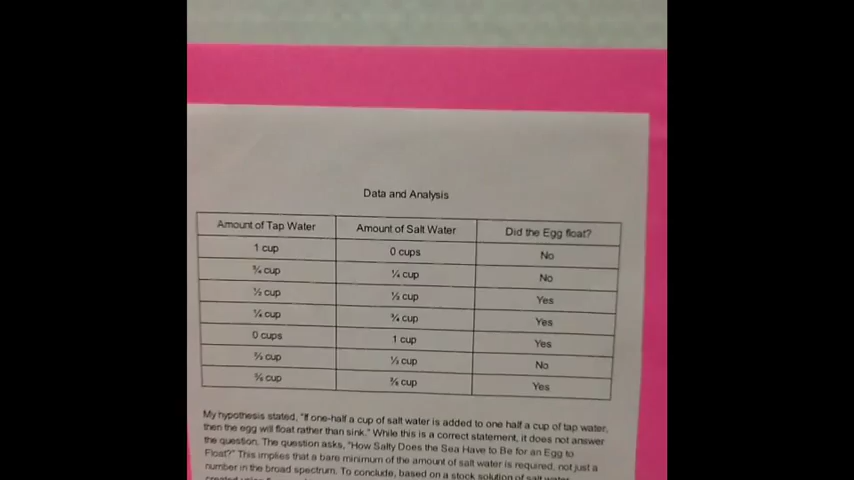 Data and Analysis
Amount of Tap Water Amount of Salt Water Did the Egg float?
1 cup 0 cups No
¾ cup ¼ cup No
½ cup ½ cup Yes
¼ cup ¾ cup Yes
0 cups 1 cup Yes
⅔ cup ⅓ cup No
⅝ cup ⅜ cup Yes
My hypothesis stated, "If one-half a cup of salt water is added to one half a cup of tap water,
then the egg will float rather than sink." While this is a correct statement, it does not answer
the question. The question asks, "How Salty Does the Sea Have to Be for an Egg to
Float?" This implies that a bare minimum of the amount of salt water is required, not just a
number in the broad spectrum. To conclude, based on a stock solution of salt water